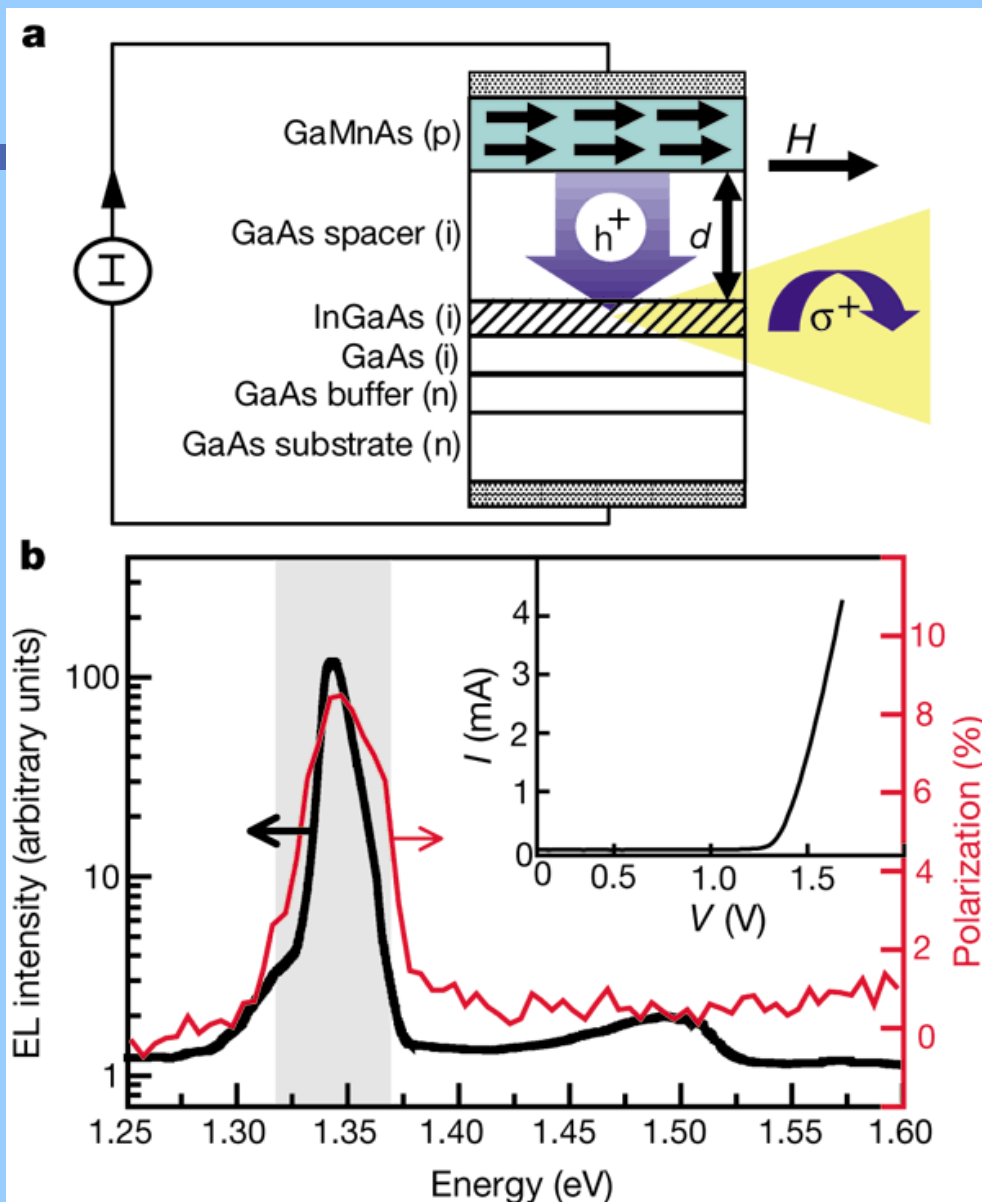 a
GaMnAs (p)
H
GaAs spacer (i)
h+
d
I
InGaAs (i)
σ+
GaAs (i)
GaAs buffer (n)
GaAs substrate (n)
b
EL intensity (arbitrary units)
100
10
1
I (mA)
4
3
2
1
0
0 0.5 1.0 1.5
V (V)
10
8
6
4
2
0
Polarization (%)
1.25 1.30 1.35 1.40 1.45 1.50 1.55 1.60
Energy (eV)